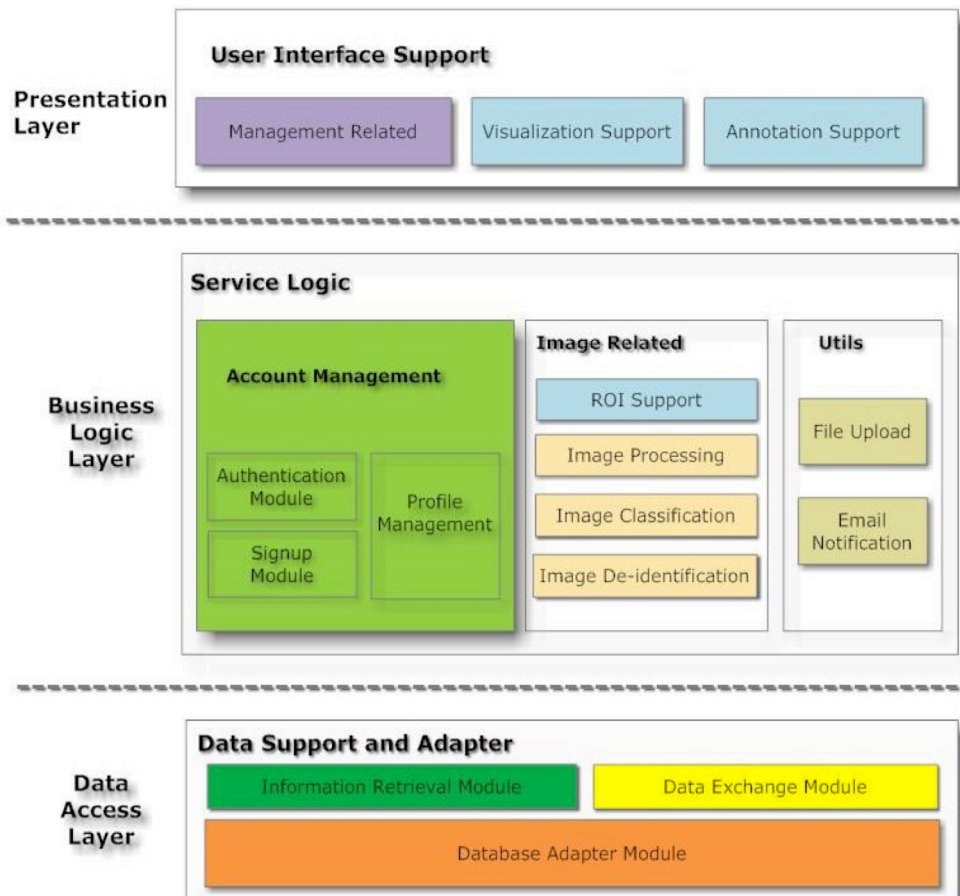 User Interface Support
Presentation
Layer
Management Related
Visualization Support
Annotation Support
Service Logic
Business
Logic
Layer
Account Management
Authentication
Module
Signup
Module
Profile
Management
Image Related
ROI Support
Image Processing
Image Classification
Image De-identification
Utils
File Upload
Email
Notification
Data Support and Adapter
Data
Access
Layer
Information Retrieval Module
Data Exchange Module
Database Adapter Module